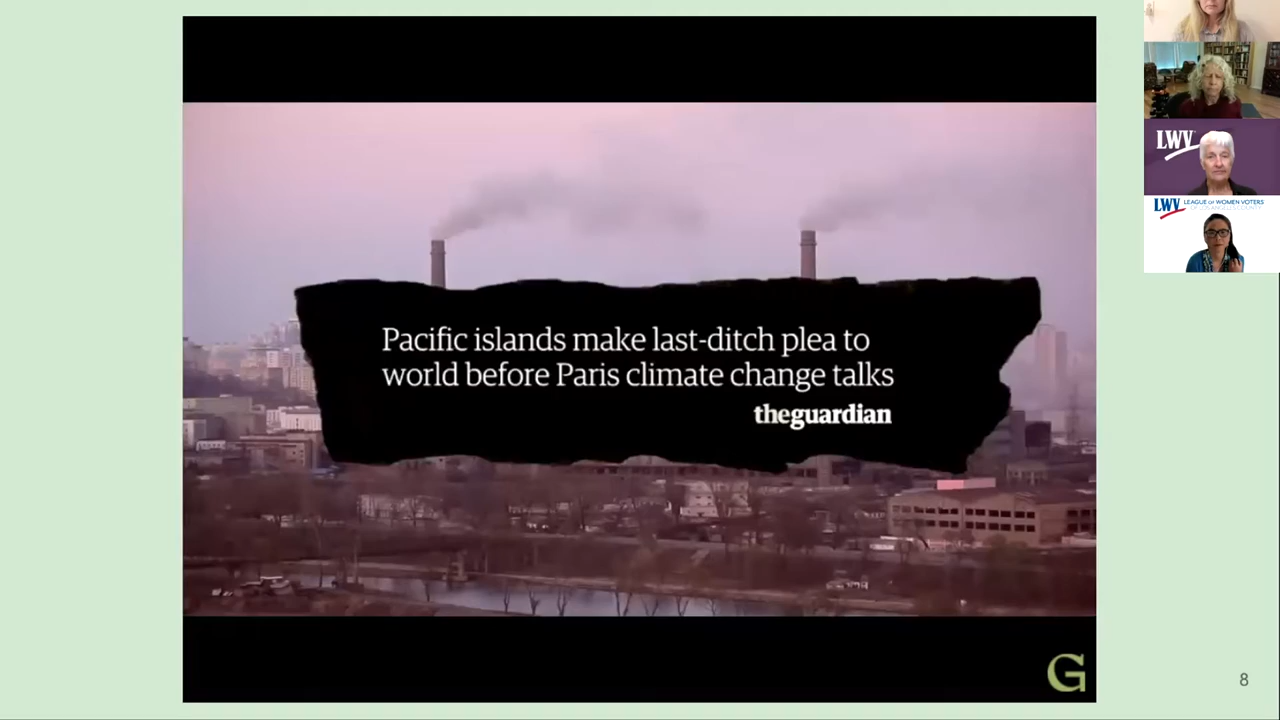 Pacific islands make last-ditch plea to
world before Paris climate change talks
theguardian
G
8
LWV
LWV LEAGUE OF WOMEN VOTERS